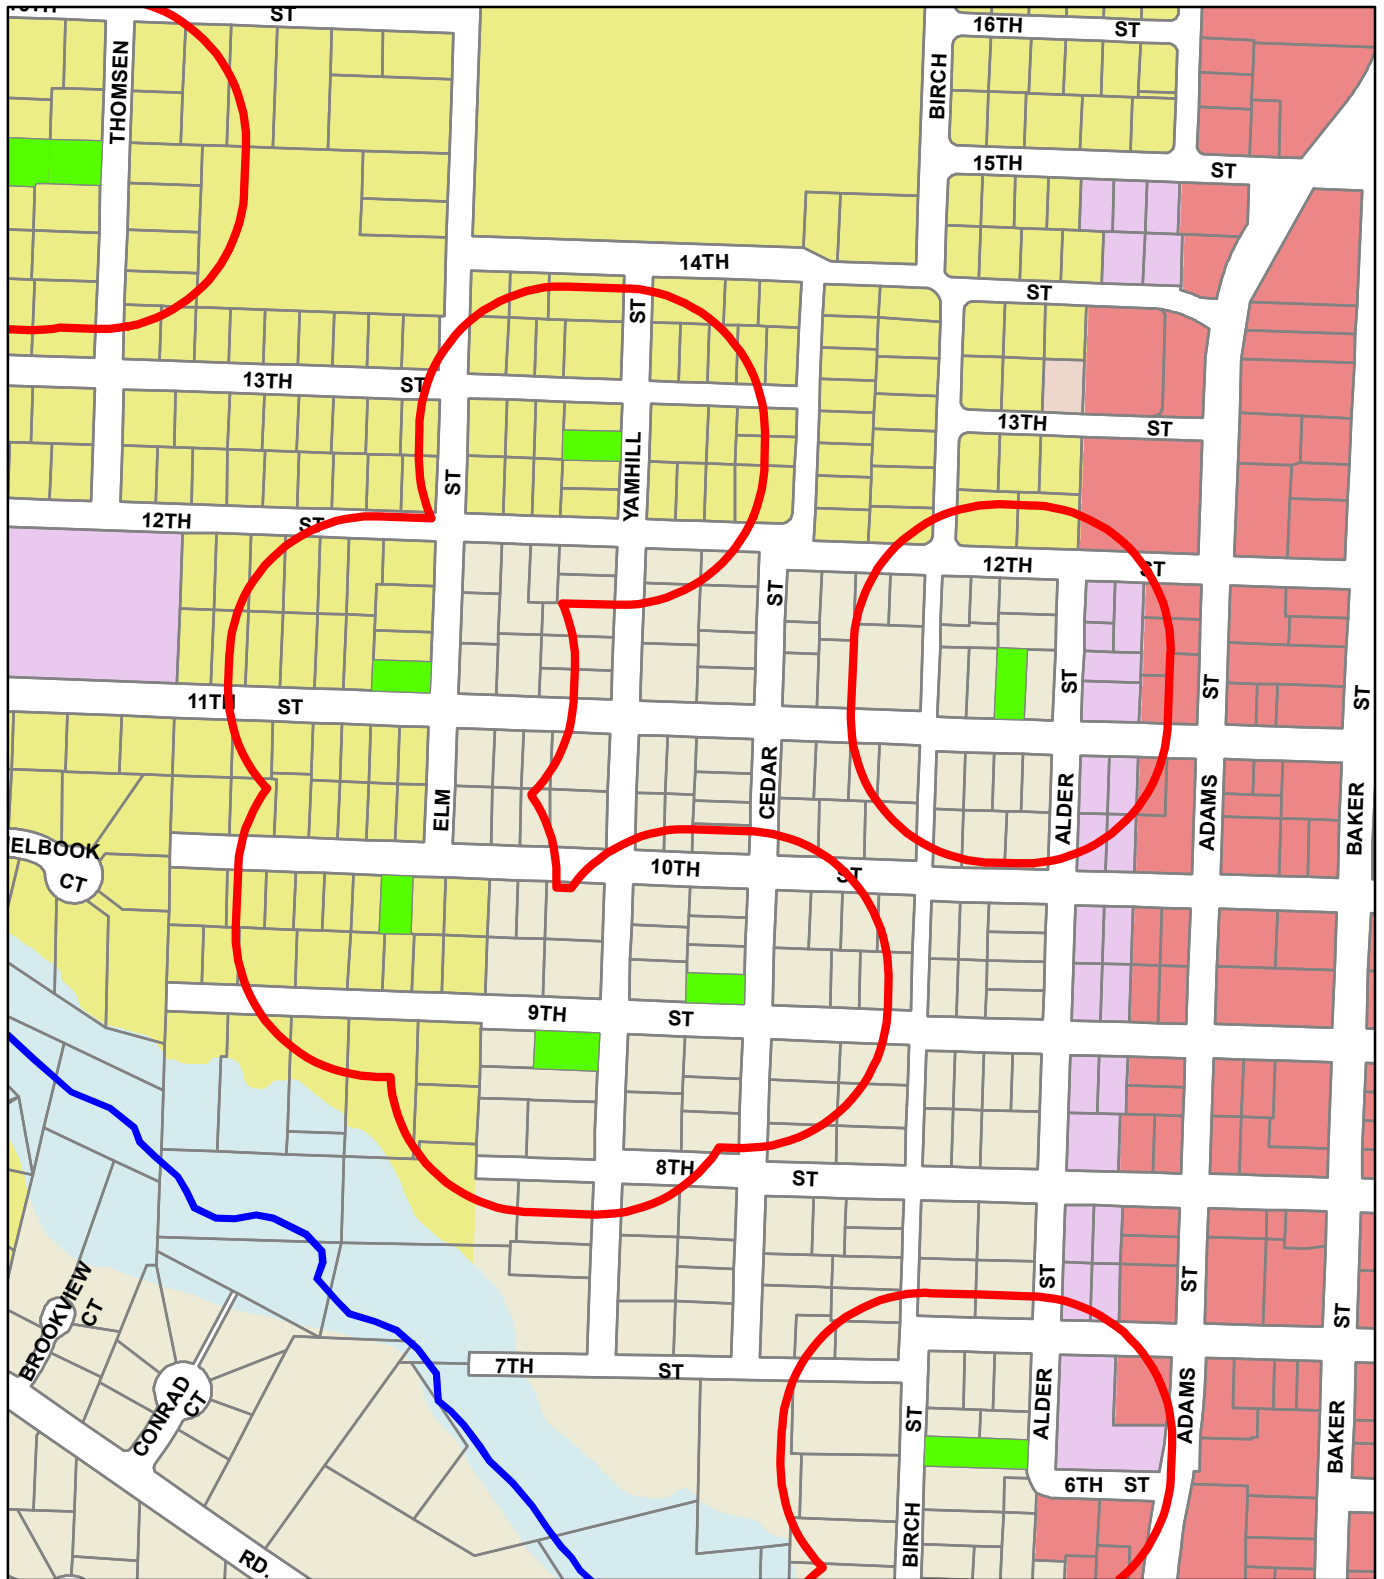 ST
16TH
ST
THOMSEN
BIRCH
15TH
ST
14TH
ST
ST
13TH
ST
13TH
ST
YAMHILL
ST
12TH
ST
12TH
ST
ST
ST
ST
ST
11TH
ST
ELM
CEDAR
ALDER
ADAMS
BAKER
ELBOOK
CT
10TH
ST
9TH
ST
8TH
ST
BROOKVIEW
CT
ST
ST
ST
7TH
ST
CONRAD
CT
ST
ALDER
ADAMS
BAKER
6TH
ST
BIRCH
RD.